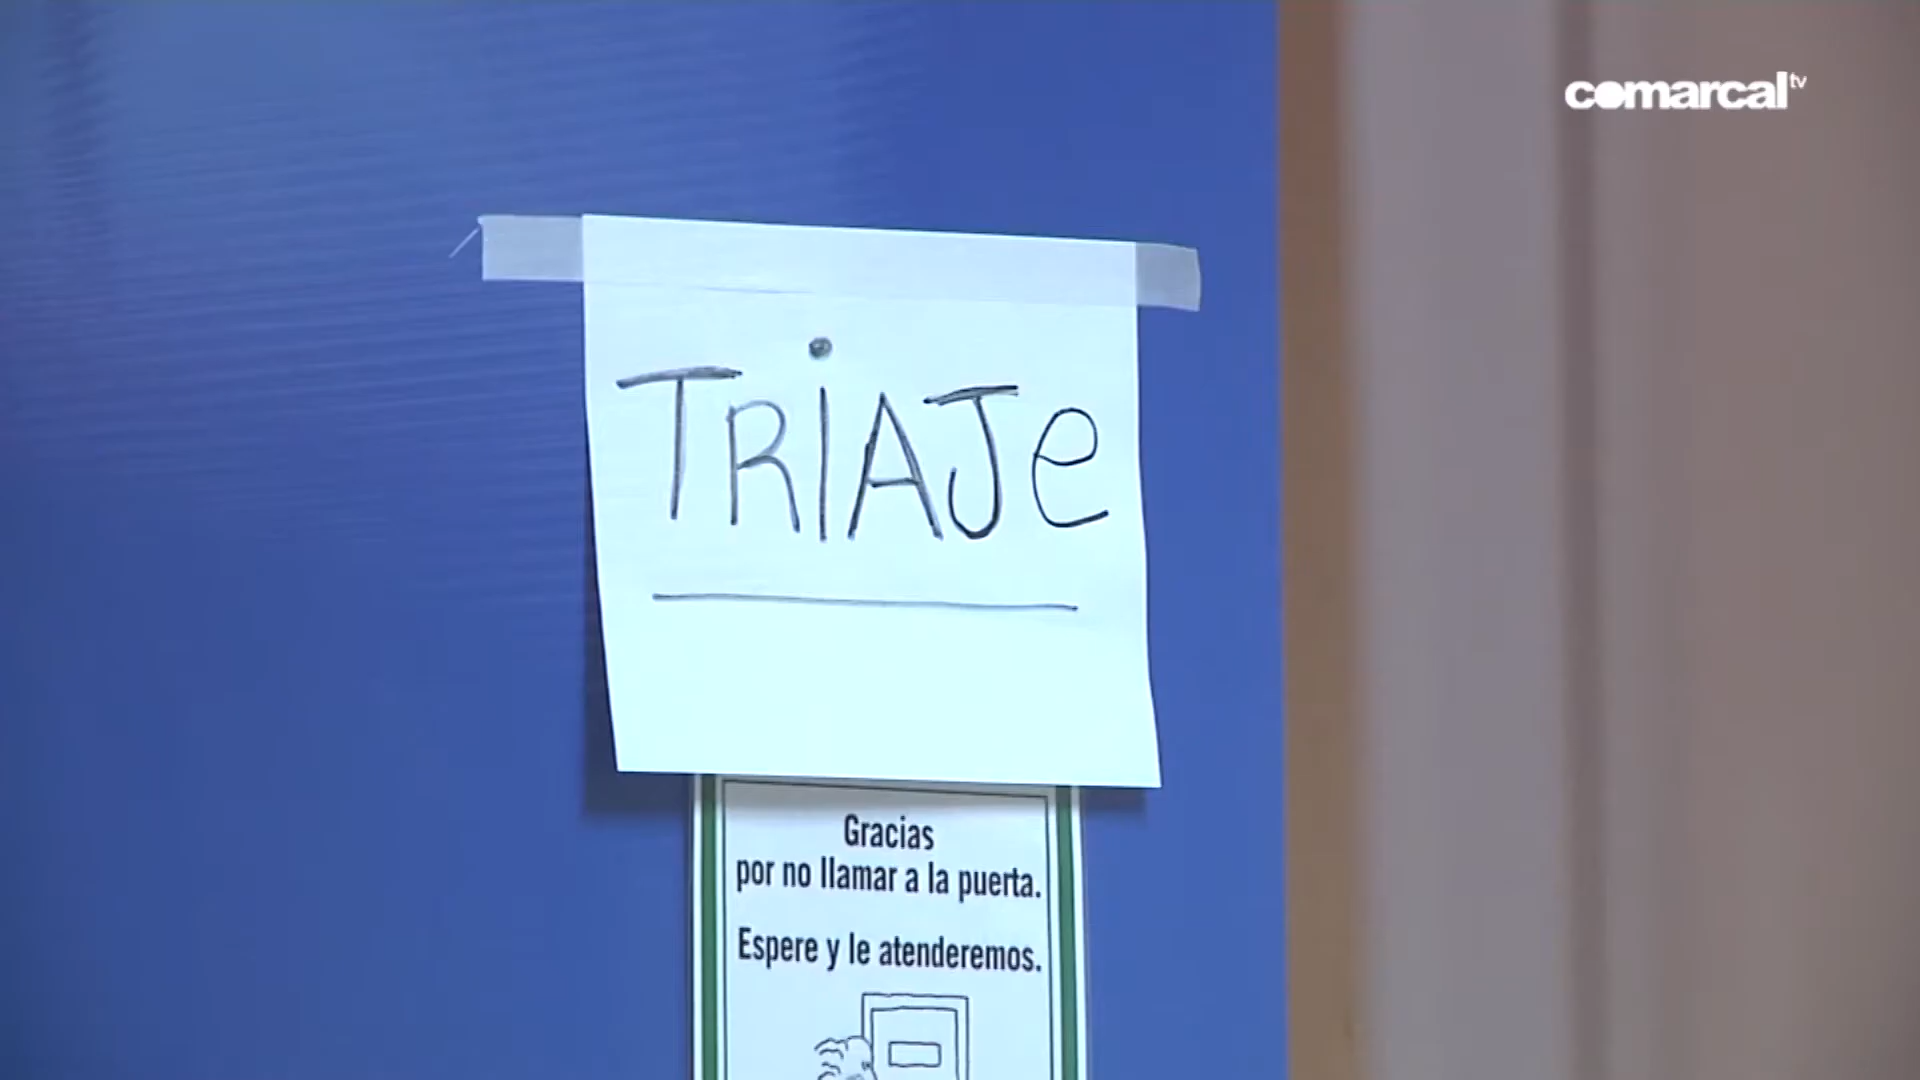 comarcal tv
TRiAJe
Gracias
por no llamar a la puerta.
Espere y le atenderemos.